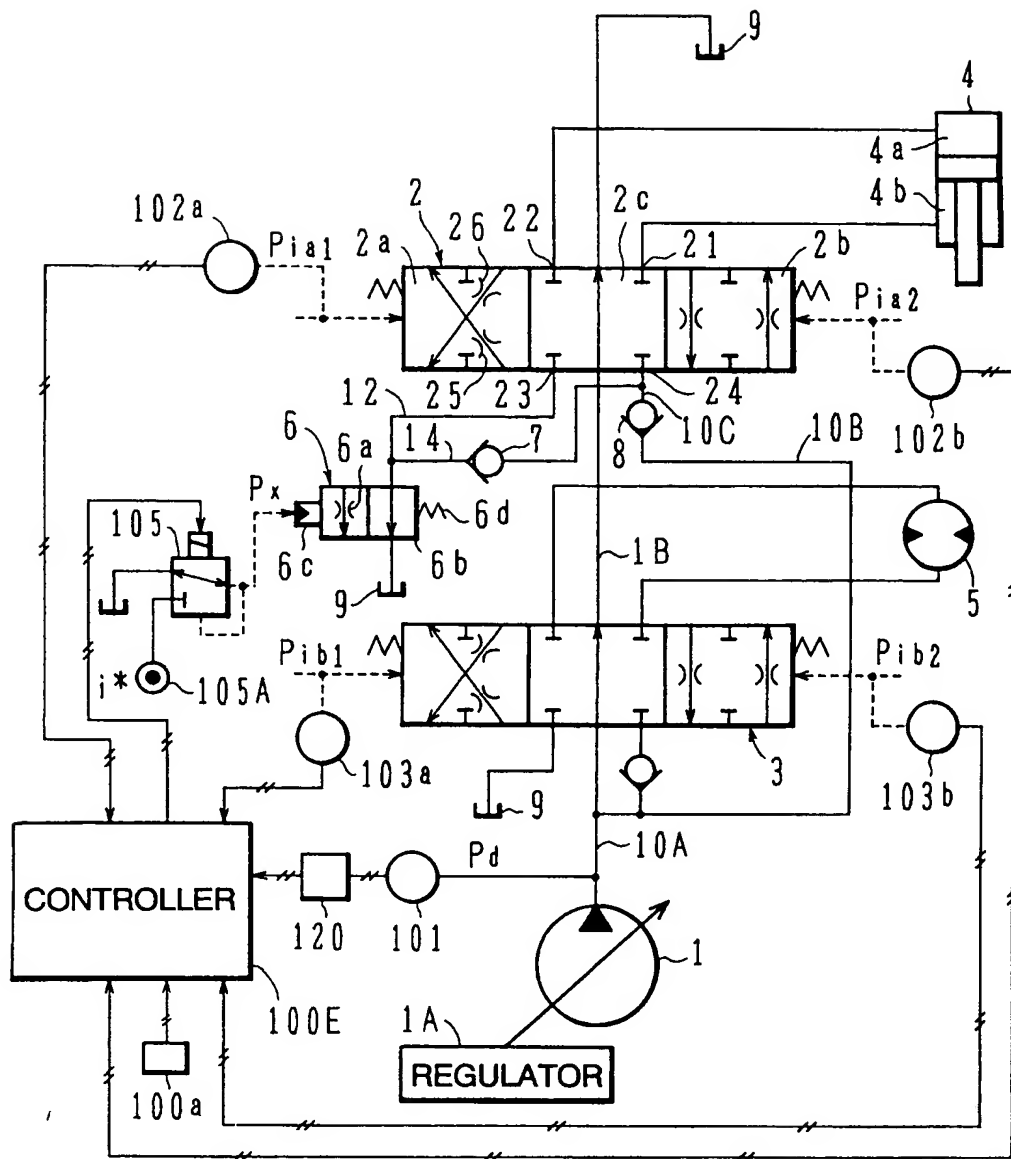 9
4
4a
4b
102a
Pia1
2
2a
26
22
2c
21
2b
Pia2
102b
25
23
24
12
14
7
8
10C
10B
6
6a
Px
6c
6b
6d
105
9
1B
5
i*
105A
Pib1
Pib2
103a
9
3
103b
10A
Pd
CONTROLLER
120
101
1
100E
1A
REGULATOR
100a